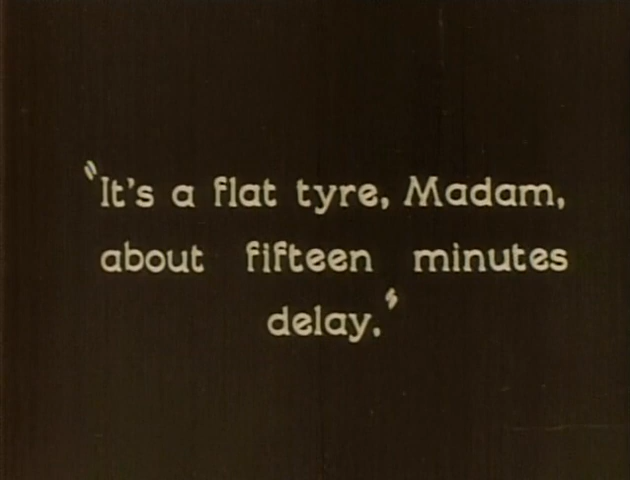 "It's a flat tyre, Madam,
about fifteen minutes
delay."